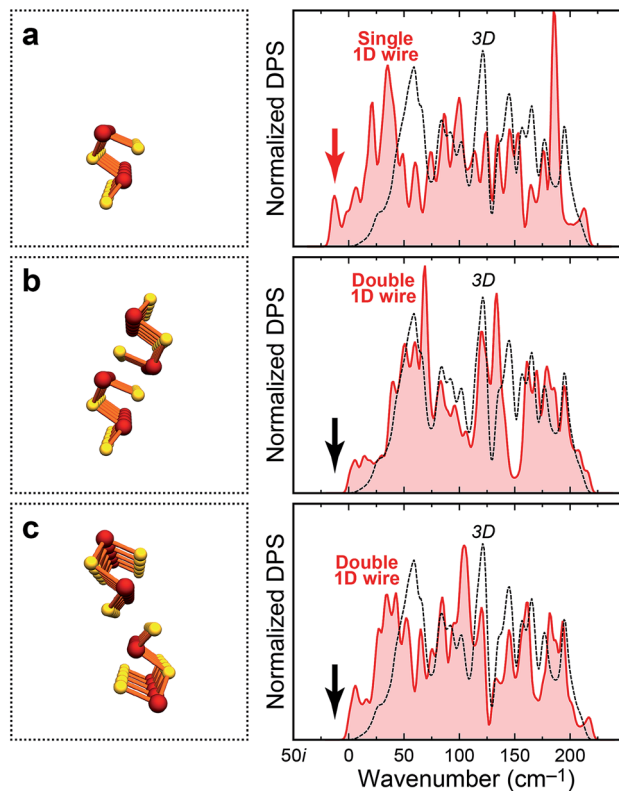 a
Normalized DPS
Single
1D wire
3D
b
Normalized DPS
Double
1D wire
3D
c
Normalized DPS
Double
1D wire
3D
50i 0 50 100 150 200
Wavenumber (cm⁻¹)